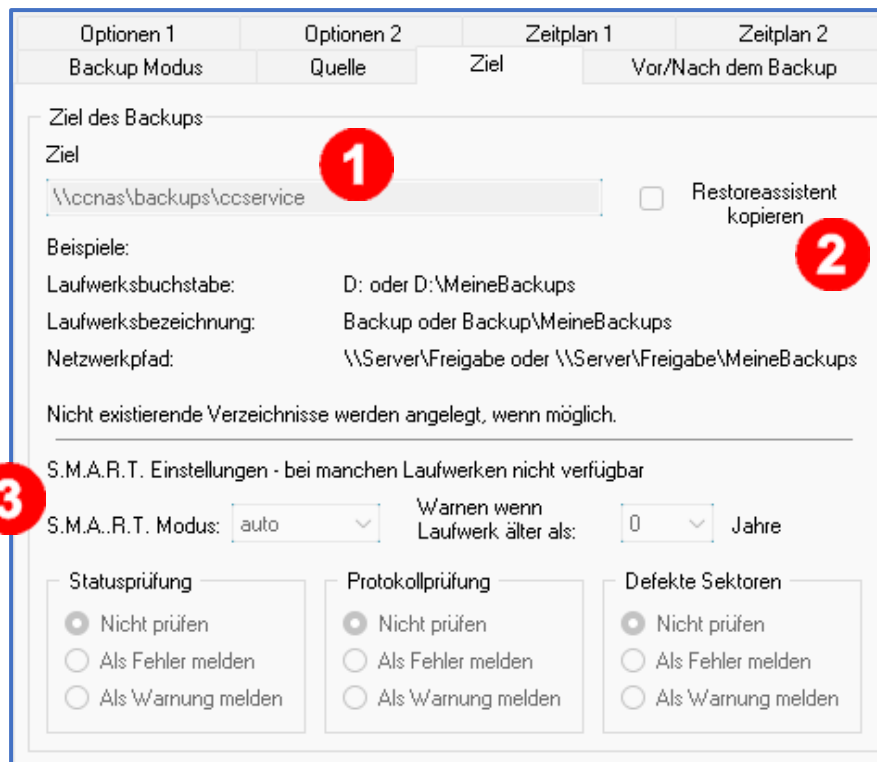 Optionen 1 Optionen 2 Zeitplan 1 Zeitplan 2
Backup Modus Quelle Ziel Vor/Nach dem Backup
Ziel des Backups
Ziel
1
\\ccnas\backups\ccservice
Restoreassistent
kopieren
2
Beispiele:
Laufwerksbuchstabe: D: oder D:\MeineBackups
Laufwerksbezeichnung: Backup oder Backup\MeineBackups
Netzwerkpfad: \\Server\Freigabe oder \\Server\Freigabe\MeineBackups
Nicht existierende Verzeichnisse werden angelegt, wenn möglich.
S.M.A.R.T. Einstellungen - bei manchen Laufwerken nicht verfügbar
3
S.M.A..R.T. Modus: auto
Warnen wenn
Laufwerk älter als: 0 Jahre
Statusprüfung Protokollprüfung Defekte Sektoren
Nicht prüfen Nicht prüfen Nicht prüfen
Als Fehler melden Als Fehler melden Als Fehler melden
Als Warnung melden Als Warnung melden Als Warnung melden